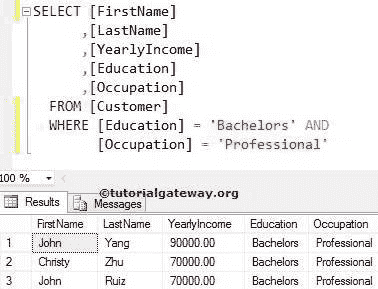 SELECT [FirstName]
,[LastName]
,[YearlyIncome]
,[Education]
,[Occupation]
FROM [Customer]
WHERE [Education] = 'Bachelors' AND
[Occupation] = 'Professional'
100 %
©tutorialgateway.org
Results Messages
FirstName LastName YearlyIncome Education Occupation
1 John Yang 90000.00 Bachelors Professional
2 Christy Zhu 70000.00 Bachelors Professional
3 John Ruiz 70000.00 Bachelors Professional